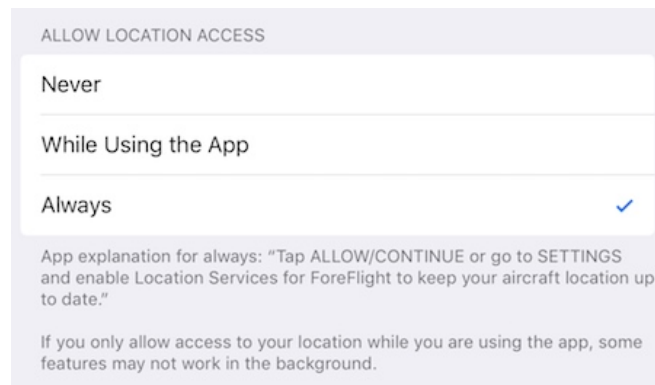 ALLOW LOCATION ACCESS
Never
While Using the App
Always
App explanation for always: “Tap ALLOW/CONTINUE or go to SETTINGS
and enable Location Services for ForeFlight to keep your aircraft location up
to date.”
If you only allow access to your location while you are using the app, some
features may not work in the background.